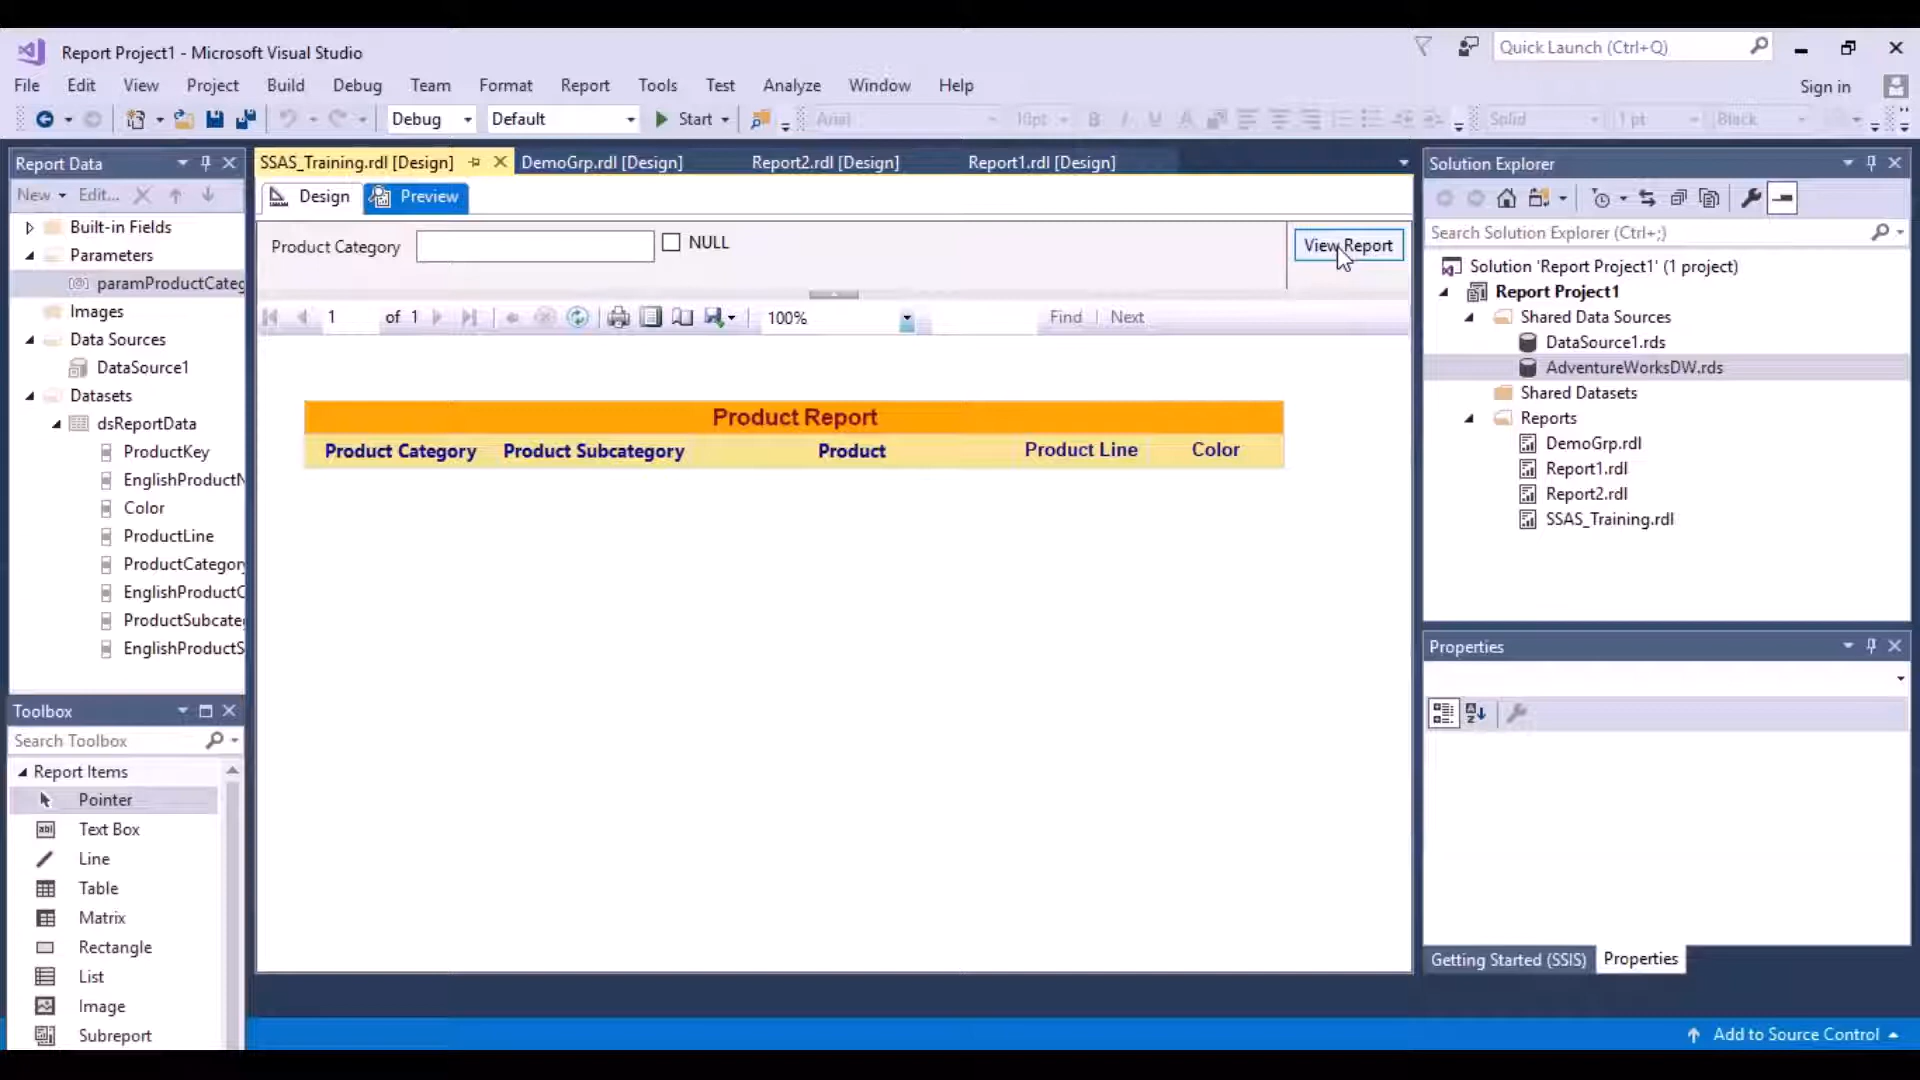 Report Project1 - Microsoft Visual Studio
Quick Launch (Ctrl+Q)
File Edit View Project Build Debug Team Format Report Tools Test Analyze Window Help
Sign in
Debug Default Start Arial 10pt B I U A Solid 1 pt Black
Report Data
New Edit...
Built-in Fields
Parameters
paramProductCateg
Images
Data Sources
DataSource1
Datasets
dsReportData
ProductKey
EnglishProductN
Color
ProductLine
ProductCategory
EnglishProductC
ProductSubcate
EnglishProductS
Toolbox
Search Toolbox
Report Items
Pointer
Text Box
Line
Table
Matrix
Rectangle
List
Image
Subreport
SSAS_Training.rdl [Design] DemoGrp.rdl [Design] Report2.rdl [Design] Report1.rdl [Design]
Design Preview
Product Category NULL View Report
1 of 1 100% Find | Next
Product Report
Product Category Product Subcategory Product Product Line Color
Solution Explorer
Search Solution Explorer (Ctrl+;)
Solution 'Report Project1' (1 project)
Report Project1
Shared Data Sources
DataSource1.rds
AdventureWorksDW.rds
Shared Datasets
Reports
DemoGrp.rdl
Report1.rdl
Report2.rdl
SSAS_Training.rdl
Properties
Getting Started (SSIS) Properties
Add to Source Control